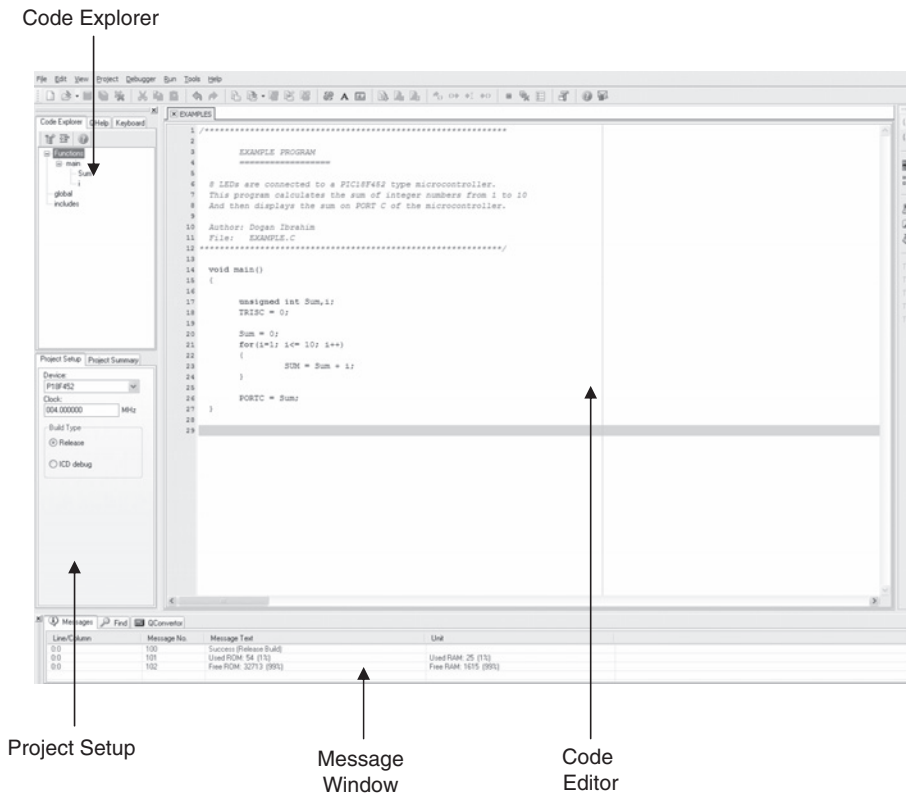 Code Explorer
File Edit View Project Debugger Run Tools Help
Code Explorer QHelp Keyboard
Functions
main
Sum
i
global
includes
EXAMPLES
1 /***************************************************************
2
3 EXAMPLE PROGRAM
4 ==================
5
6 8 LEDs are connected to a PIC18F452 type microcontroller.
7 This program calculates the sum of integer numbers from 1 to 10
8 And then displays the sum on PORT C of the microcontroller.
9
10 Author: Dogan Ibrahim
11 File: EXAMPLE.C
12 ***************************************************************/
13
14 void main()
15 {
16
17 unsigned int Sum,i;
18 TRISC = 0;
19
20 Sum = 0;
21 for(i=1; i<= 10; i++)
22 {
23 SUM = Sum + i;
24 }
25
26 PORTC = Sum;
27 }
28
29
Project Setup Project Summary
Device:
P18F452
Clock:
004.000000 MHz
Build Type
Release
ICD debug
Messages Find QConvertor
Line/Column Message No. Message Text Unit
0:0 100 Success (Release Build)
0:0 101 Used ROM: 54 (1%) Used RAM: 25 (1%)
0:0 102 Free ROM: 32713 (99%) Free RAM: 1615 (99%)
Project Setup
Message
Window
Code
Editor